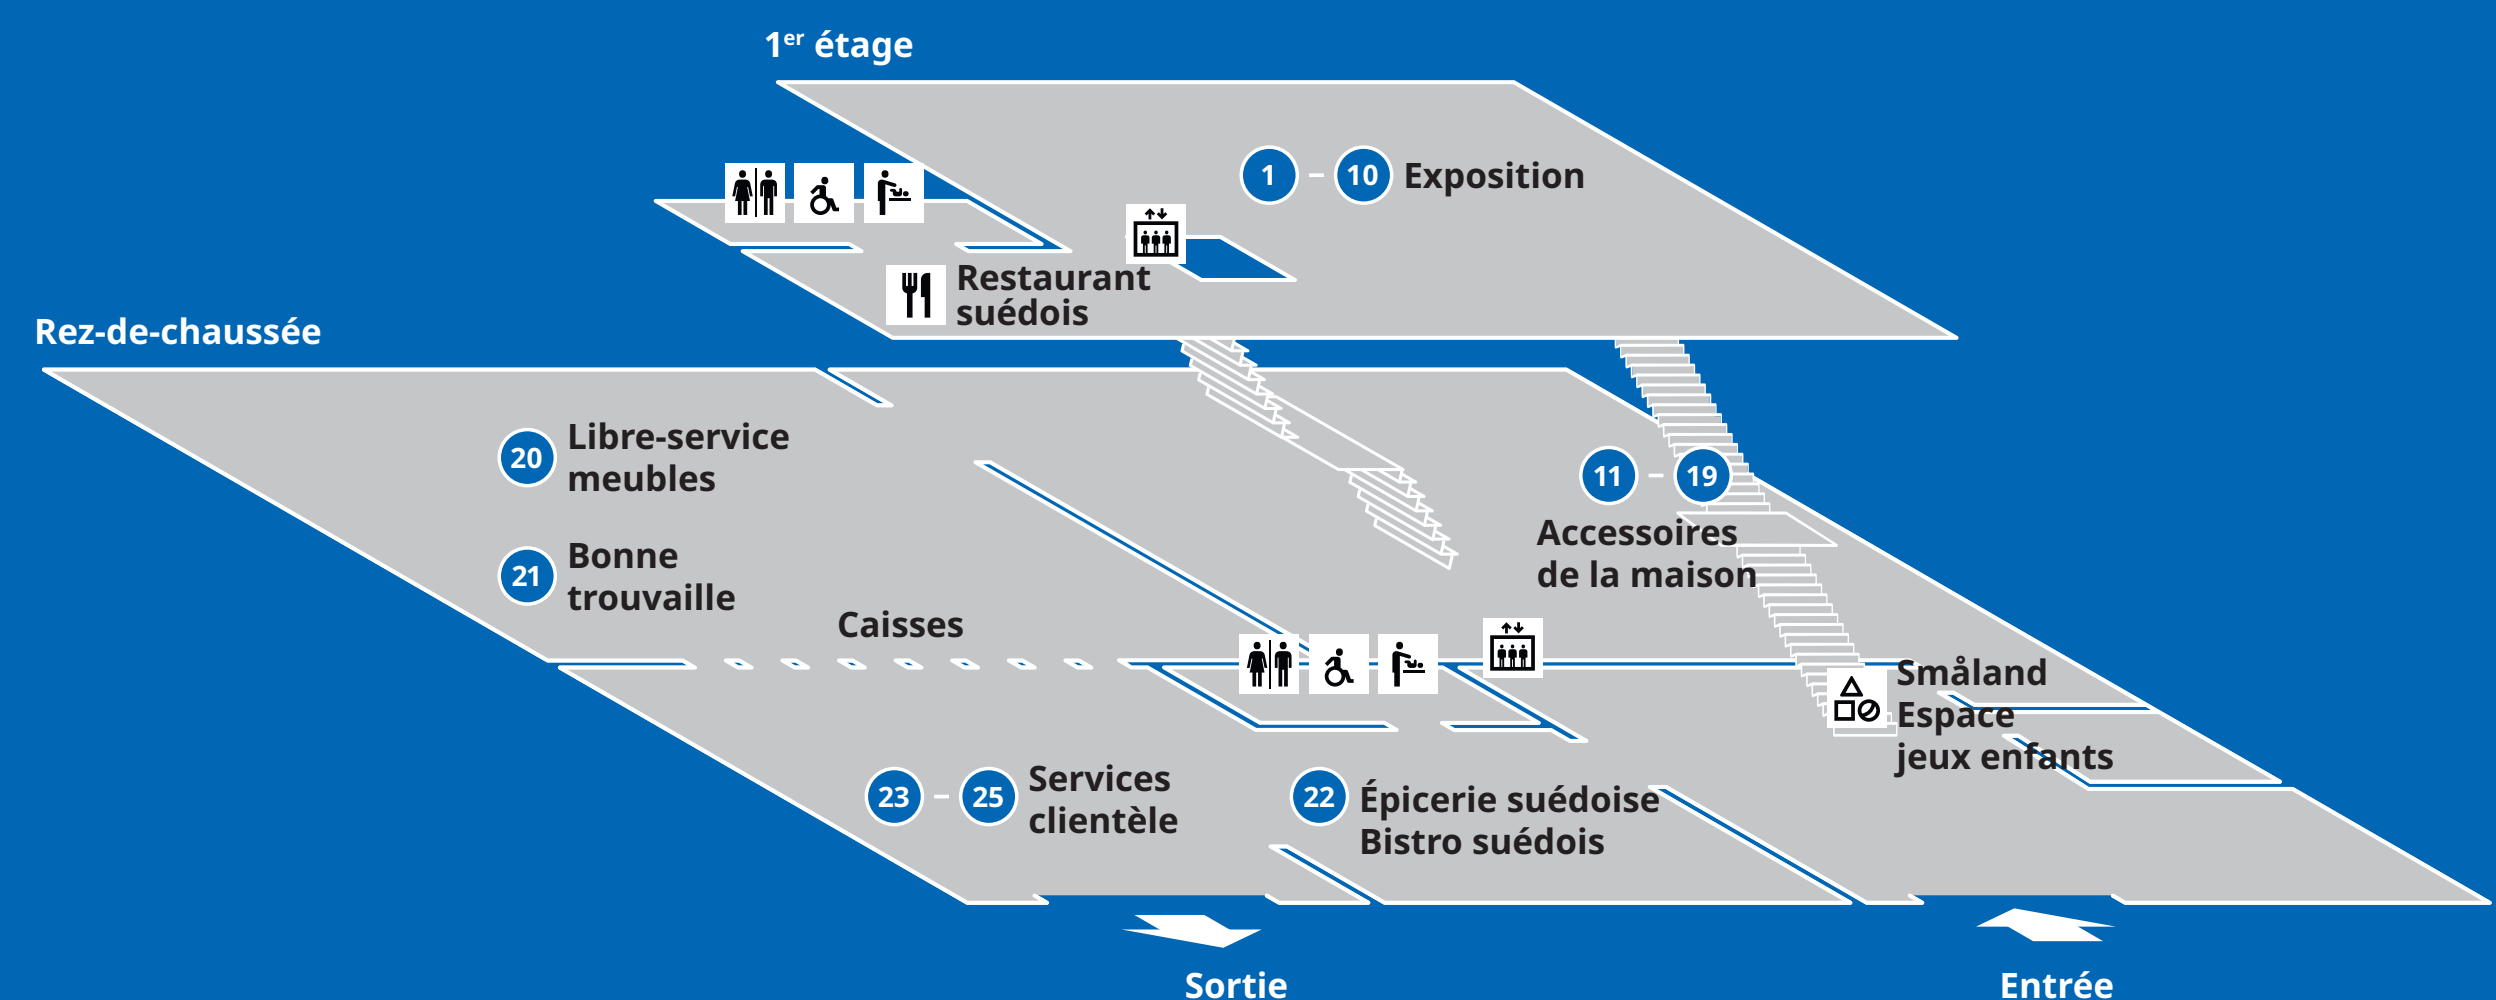 1er étage
1 – 10 Exposition
Restaurant
suédois
Rez-de-chaussée
20 Libre-service
meubles
21 Bonne
trouvaille
Caisses
11 – 19
Accessoires
de la maison
Småland
Espace
jeux enfants
23 – 25 Services
clientèle
22 Épicerie suédoise
Bistro suédois
Sortie
Entrée